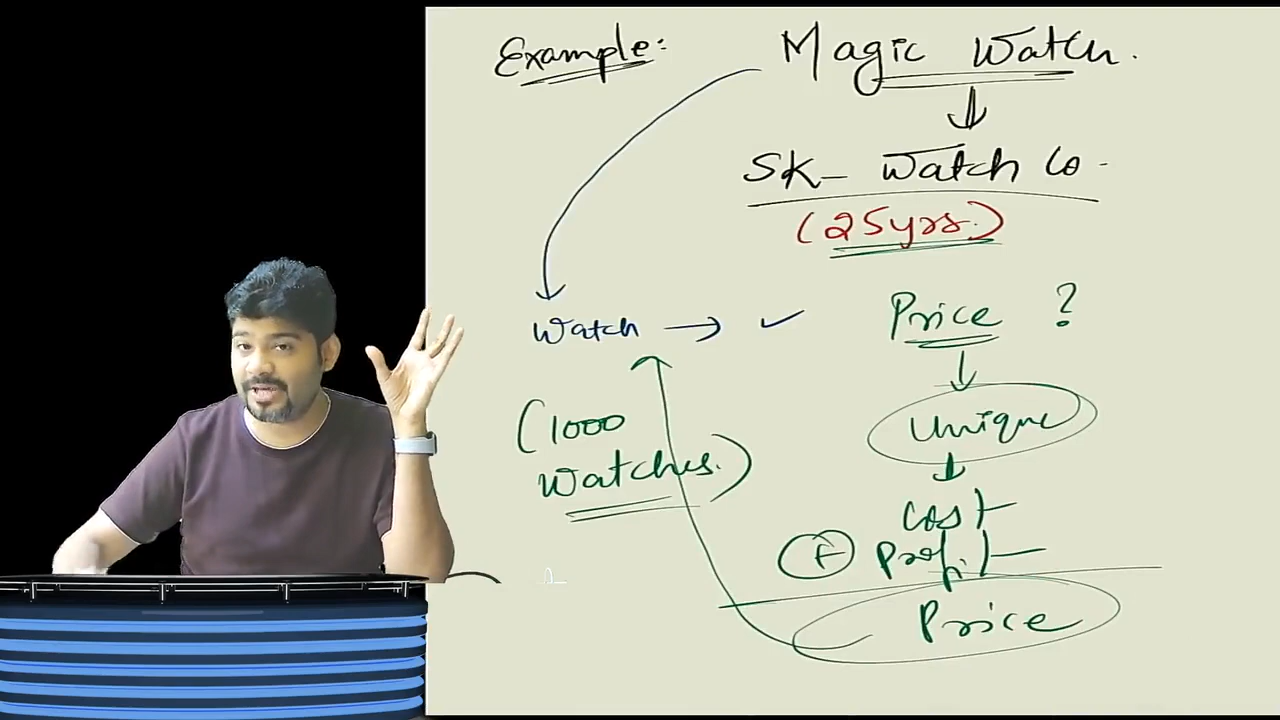 Example:
Magic Watch.
SK- Watch Co.
(25yrs.)
Watch → ✓
Price ?
(1000
Watches.)
Unique
Cost
(+) Profit
Price